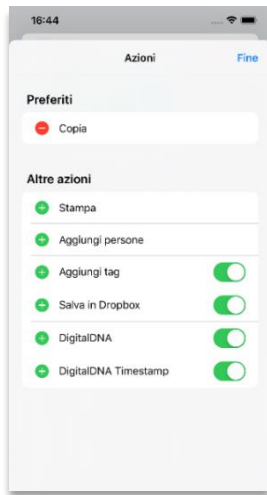 16:44
Azioni
Fine
Preferiti
Copia
Altre azioni
Stampa
Aggiungi persone
Aggiungi tag
Salva in Dropbox
DigitalDNA
DigitalDNA Timestamp